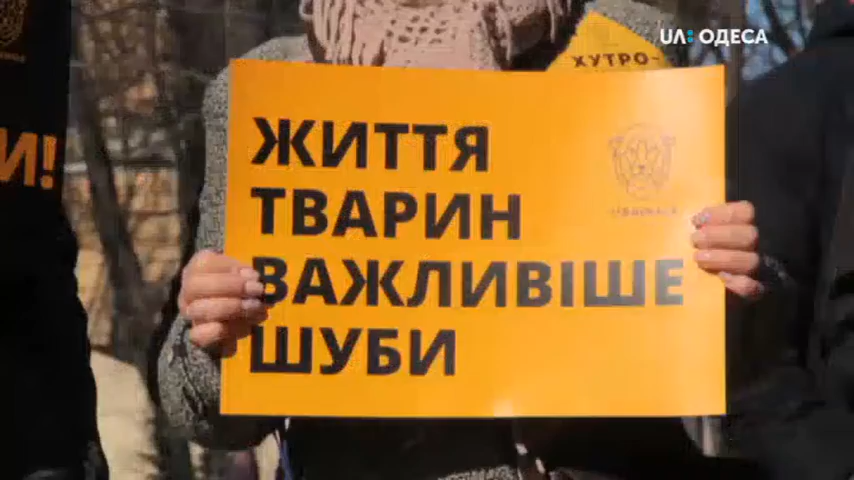 UA: ОДЕСА
ХУТРО-
И!
ЖИТТЯ
ТВАРИН
ВАЖЛИВІШЕ
ШУБИ